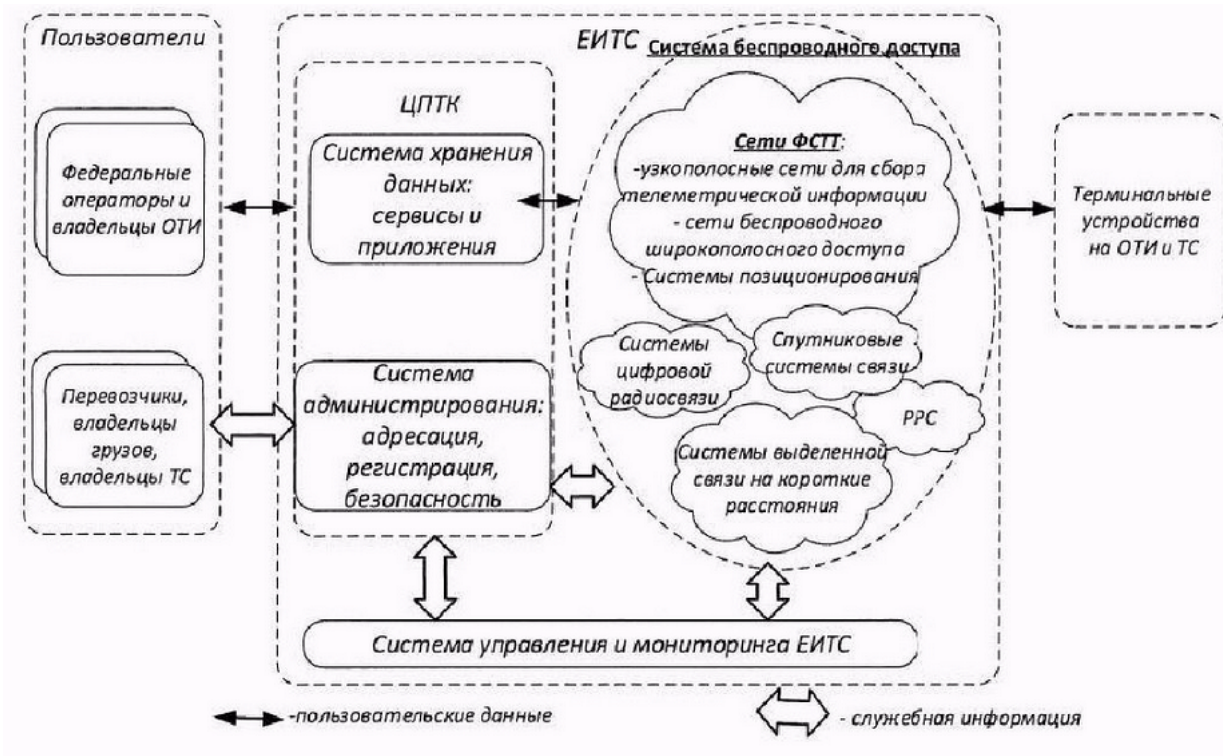 Пользователи
Федеральные
операторы и
владельцы ОТИ
Перевозчики,
владельцы
грузов,
владельцы ТС
ЕИТС
ЦПТК
Система хранения
данных:
сервисы и
приложения
Система
администрирования:
адресация,
регистрация,
безопасность
Система беспроводного доступа
Сети ФСТТ:
-узкополосные сети для сбора
телеметрической информации
- сети беспроводного
широкополосного доступа
- Системы позиционирования
Системы
цифровой
радиосвязи
Спутниковые
системы связи
РРС
Системы выделенной
связи на короткие
расстояния
Терминальные
устройства
на ОТИ и ТС
Система управления и мониторинга ЕИТС
-пользовательские данные
- служебная информация